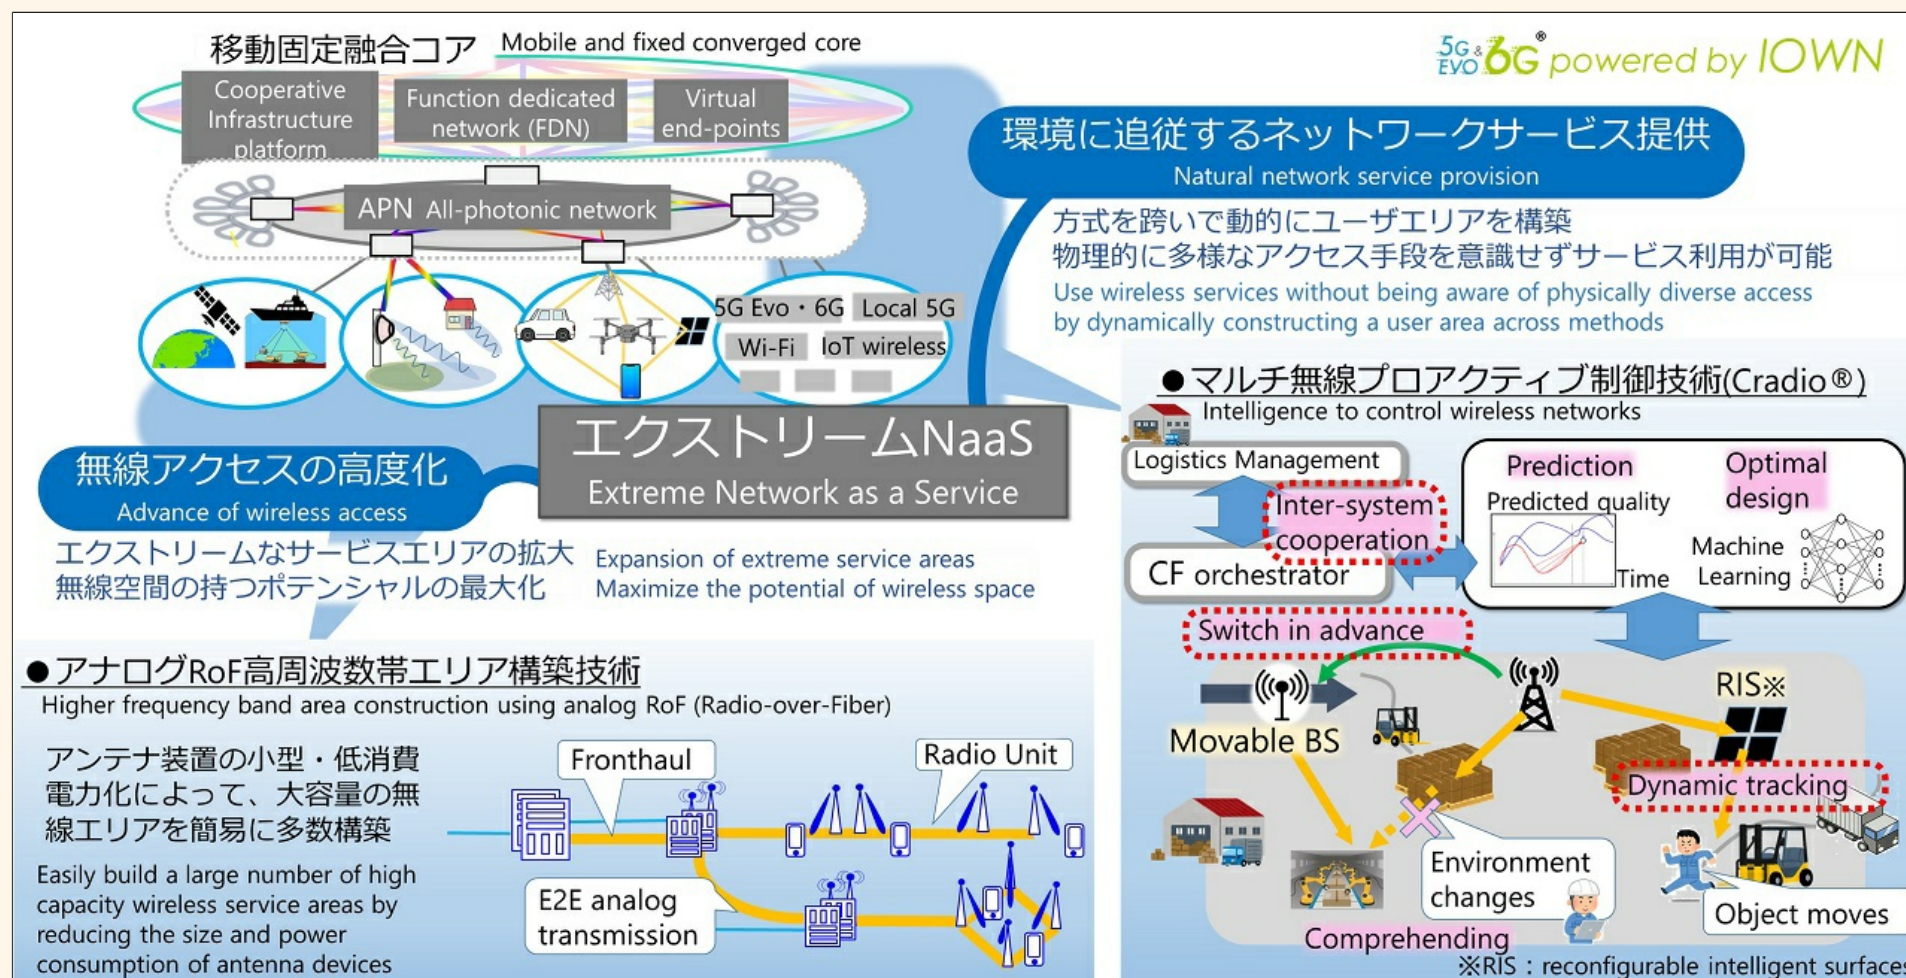 移動固定融合コア Mobile and fixed converged core
5G & EVO 6G® powered by IOWN
Cooperative
Infrastructure
platform
Function dedicated
network (FDN)
Virtual
end-points
APN All-photonic network
5G Evo・6G Local 5G
Wi-Fi IoT wireless
環境に追従するネットワークサービス提供
Natural network service provision
方式を跨いで動的にユーザエリアを構築
物理的に多様なアクセス手段を意識せずサービス利用が可能
Use wireless services without being aware of physically diverse access
by dynamically constructing a user area across methods
エクストリームNaaS
Extreme Network as a Service
無線アクセスの高度化
Advance of wireless access
エクストリームなサービスエリアの拡大
無線空間の持つポテンシャルの最大化
Expansion of extreme service areas
Maximize the potential of wireless space
●アナログRoF高周波数帯エリア構築技術
Higher frequency band area construction using analog RoF (Radio-over-Fiber)
アンテナ装置の小型・低消費
電力化によって、大容量の無
線エリアを簡易に多数構築
Easily build a large number of high
capacity wireless service areas by
reducing the size and power
consumption of antenna devices
Fronthaul
Radio Unit
E2E analog
transmission
●マルチ無線プロアクティブ制御技術(Cradio®)
Intelligence to control wireless networks
Logistics Management
Inter-system
cooperation
CF orchestrator
Prediction
Predicted quality
Time
Optimal
design
Machine
Learning
Switch in advance
Movable BS
RIS※
Dynamic tracking
Environment
changes
Object moves
Comprehending
※RIS：reconfigurable intelligent surfaces